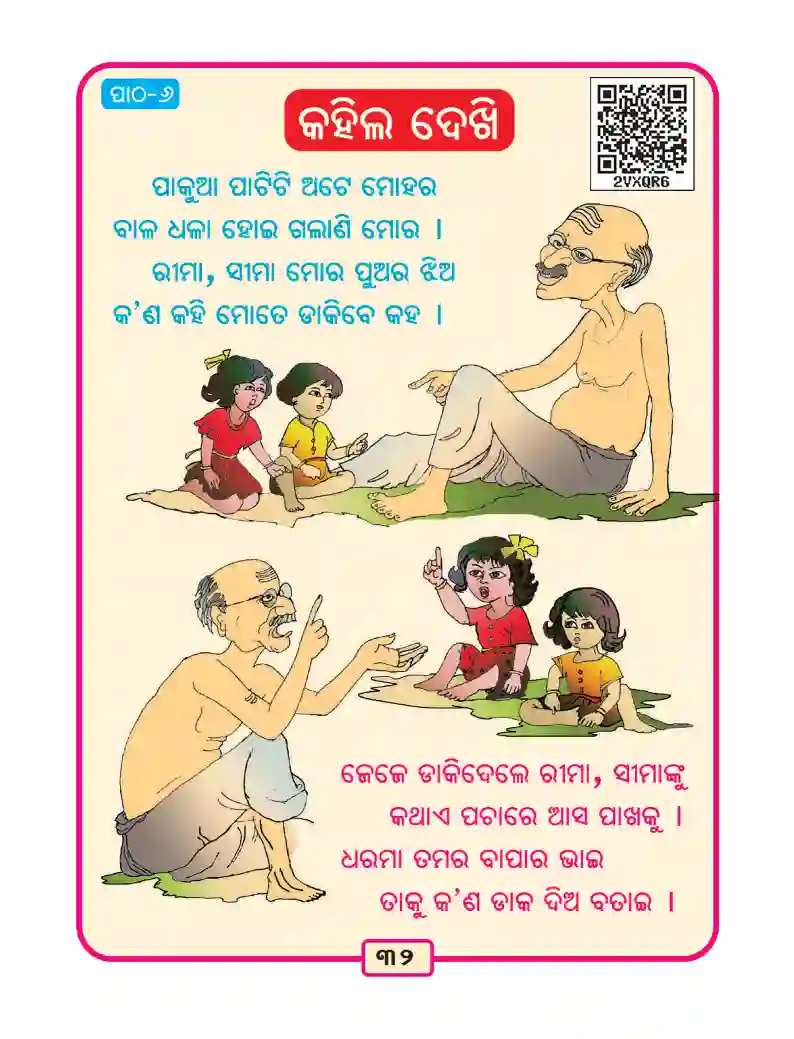 ପାଠ-୬
କହିଲ ଦେଖି
2VXQR6
ପାକୁଆ ପାଟିଟି ଅଟେ ମୋହର
ବାଳ ଧଳା ହୋଇ ଗଲାଣି ମୋର ।
ରୀମା, ସୀମା ମୋର ପୁଅର ଝିଅ
କ'ଣ କହି ମୋତେ ଡାକିବେ କହ ।
ଜେଜେ ଡାକିଦେଲେ ରୀମା, ସୀମାଙ୍କୁ
କଥାଏ ପଚାରେ ଆସ ପାଖକୁ ।
ଧରମା ତମର ବାପାର ଭାଇ
ତାକୁ କ'ଣ ଡାକ ଦିଅ ବତାଇ ।
୩୨